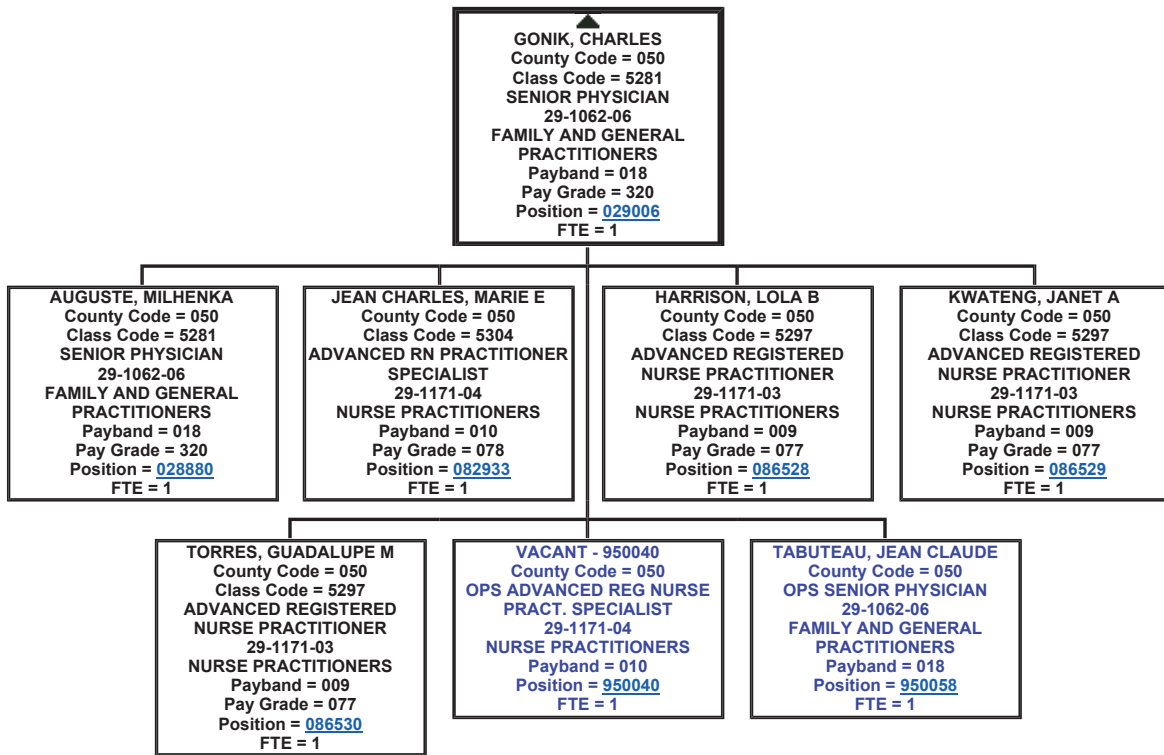 GONIK, CHARLES
County Code = 050
Class Code = 5281
SENIOR PHYSICIAN
29-1062-06
FAMILY AND GENERAL
PRACTITIONERS
Payband = 018
Pay Grade = 320
Position = 029006
FTE = 1
AUGUSTE, MILHENKA
County Code = 050
Class Code = 5281
SENIOR PHYSICIAN
29-1062-06
FAMILY AND GENERAL
PRACTITIONERS
Payband = 018
Pay Grade = 320
Position = 028880
FTE = 1
JEAN CHARLES, MARIE E
County Code = 050
Class Code = 5304
ADVANCED RN PRACTITIONER
SPECIALIST
29-1171-04
NURSE PRACTITIONERS
Payband = 010
Pay Grade = 078
Position = 082933
FTE = 1
HARRISON, LOLA B
County Code = 050
Class Code = 5297
ADVANCED REGISTERED
NURSE PRACTITIONER
29-1171-03
NURSE PRACTITIONERS
Payband = 009
Pay Grade = 077
Position = 086528
FTE = 1
KWATENG, JANET A
County Code = 050
Class Code = 5297
ADVANCED REGISTERED
NURSE PRACTITIONER
29-1171-03
NURSE PRACTITIONERS
Payband = 009
Pay Grade = 077
Position = 086529
FTE = 1
TORRES, GUADALUPE M
County Code = 050
Class Code = 5297
ADVANCED REGISTERED
NURSE PRACTITIONER
29-1171-03
NURSE PRACTITIONERS
Payband = 009
Pay Grade = 077
Position = 086530
FTE = 1
VACANT - 950040
County Code = 050
OPS ADVANCED REG NURSE
PRACT. SPECIALIST
29-1171-04
NURSE PRACTITIONERS
Payband = 010
Position = 950040
FTE = 1
TABUTEAU, JEAN CLAUDE
County Code = 050
OPS SENIOR PHYSICIAN
29-1062-06
FAMILY AND GENERAL
PRACTITIONERS
Payband = 018
Position = 950058
FTE = 1